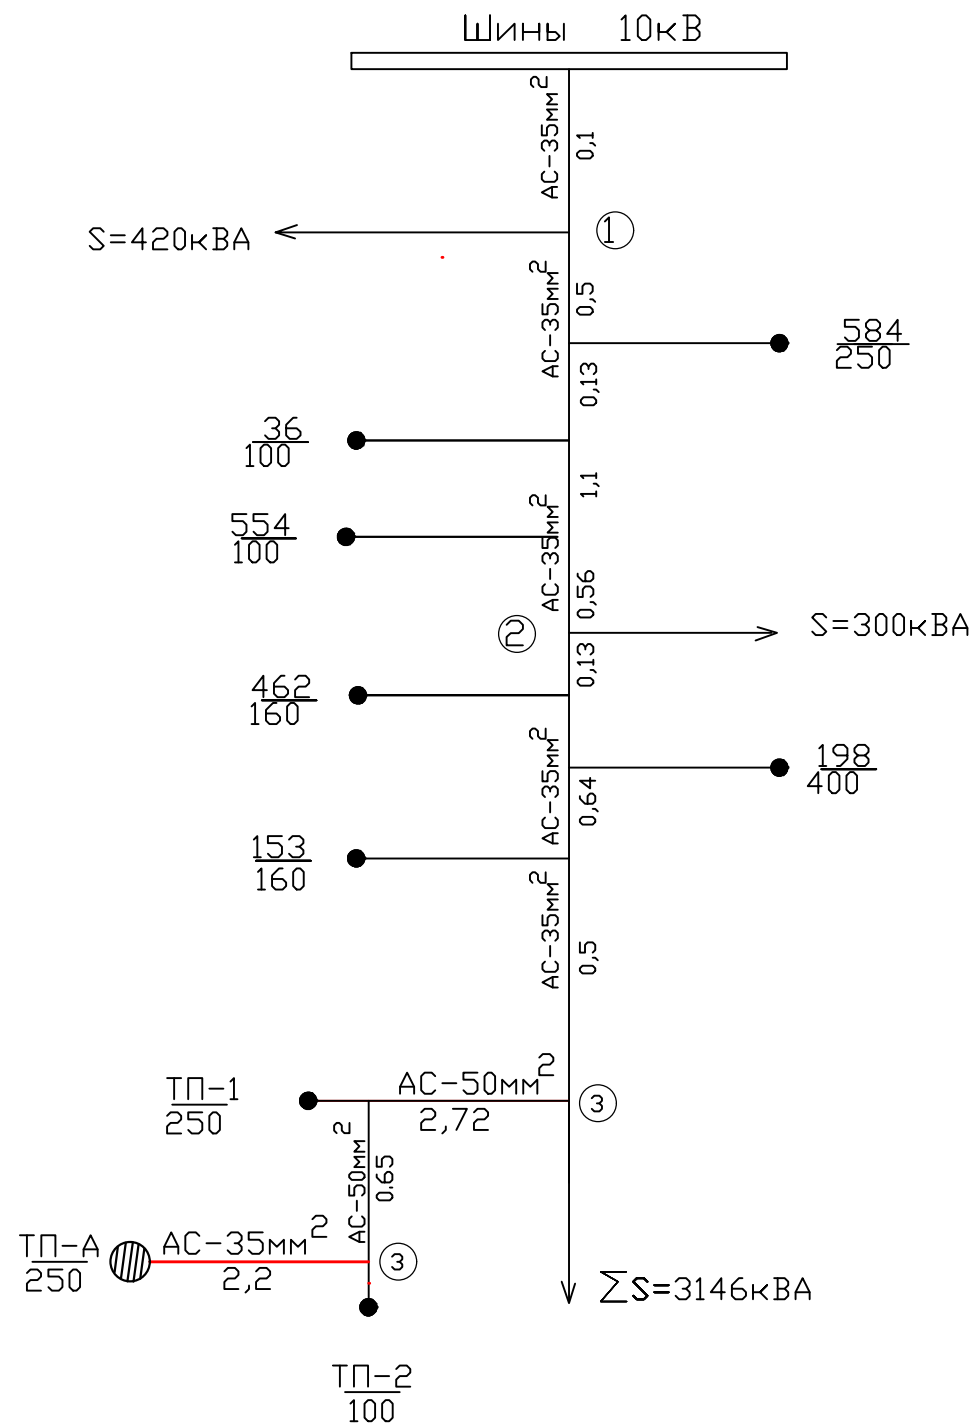 Шины 10кВ
АС-35мм²
0,1
1
S=420кВА
АС-35мм²
0,5
584
250
0,13
36
100
1,1
554
100
АС-35мм²
0,56
2
S=300кВА
0,13
462
160
АС-35мм²
198
400
0,64
153
160
АС-35мм²
0,5
АС-50мм²
2,72
3
ТП-1
250
АС-50мм²
0.65
ТП-А
250
АС-35мм²
2,2
3
∑S=3146кВА
ТП-2
100